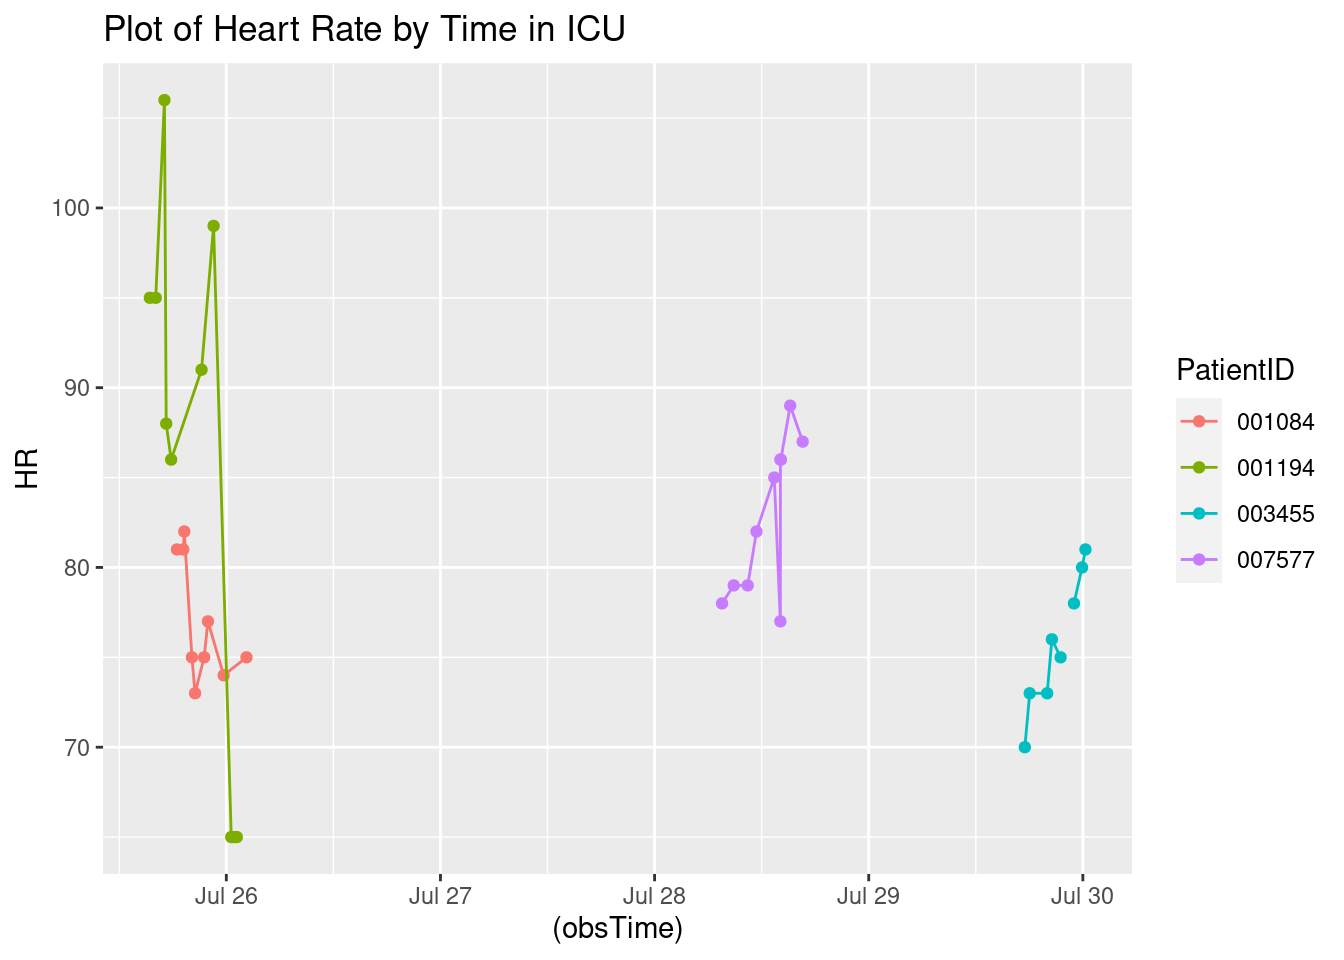 Plot of Heart Rate by Time in ICU
100
90
80
70
HR
Jul 26
Jul 27
Jul 28
Jul 29
Jul 30
(obsTime)
PatientID
001084
001194
003455
007577